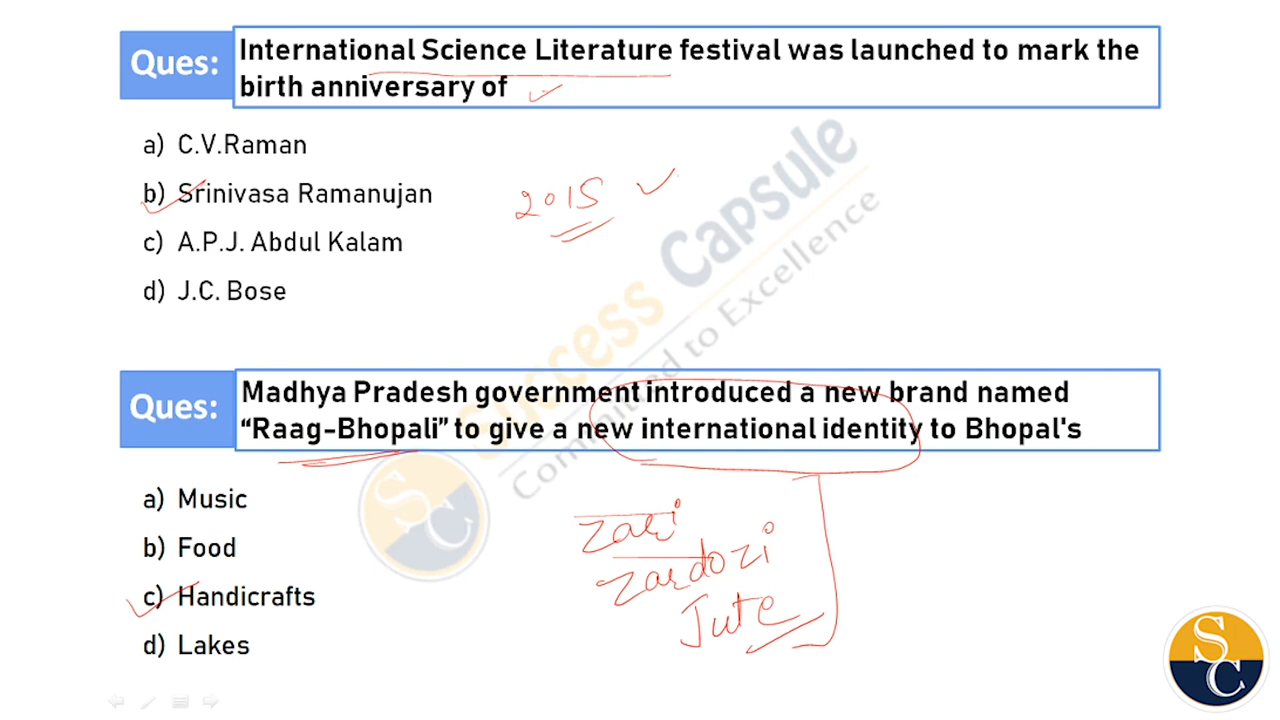 Ques: International Science Literature festival was launched to mark the
birth anniversary of
a) C.V.Raman
b) Srinivasa Ramanujan
2015
c) A.P.J. Abdul Kalam
d) J.C. Bose
Success Capsule
Committed to Excellence
Ques: Madhya Pradesh government introduced a new brand named
“Raag-Bhopali” to give a new international identity to Bhopal's
a) Music
b) Food
c) Handicrafts
d) Lakes
Zari
Zardozi
Jute
SC
SC